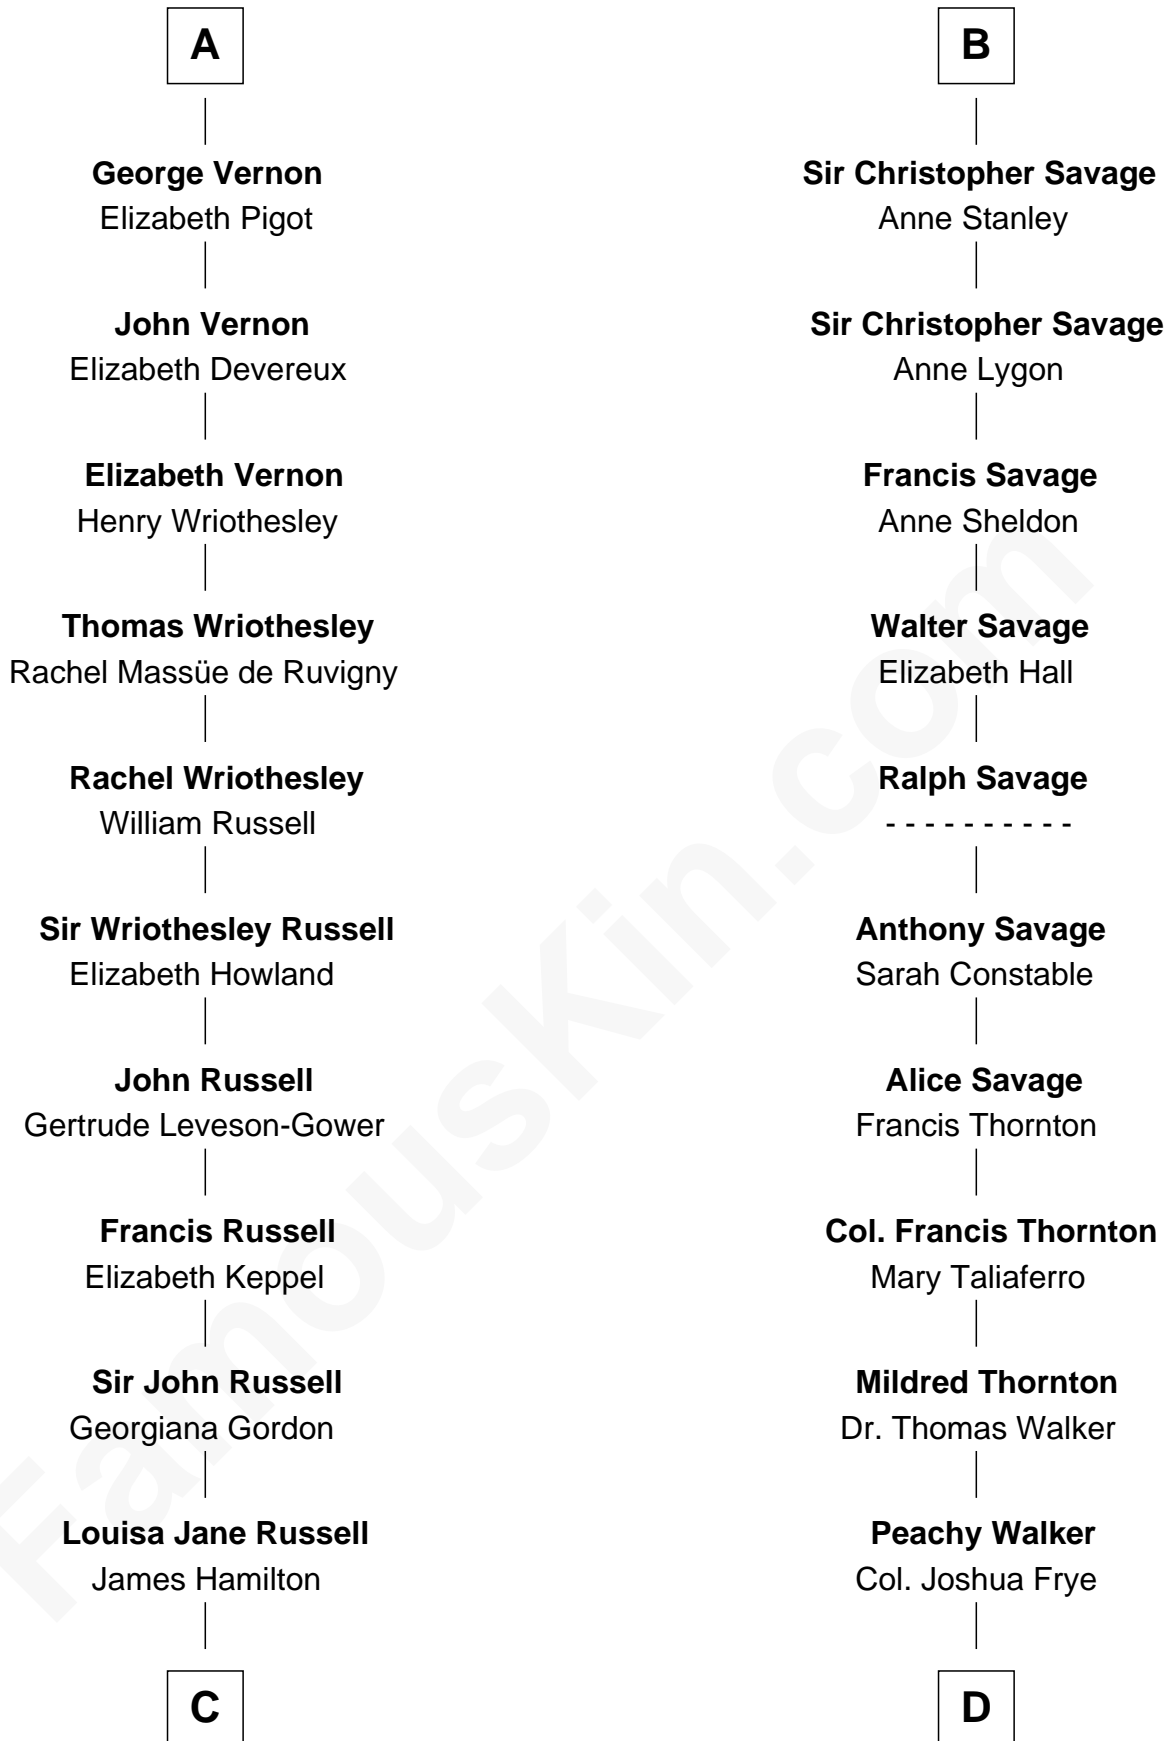 A
George Vernon
Elizabeth Pigot
John Vernon
Elizabeth Devereux
Elizabeth Vernon
Henry Wriothesley
Thomas Wriothesley
Rachel Massüe de Ruvigny
Rachel Wriothesley
William Russell
Sir Wriothesley Russell
Elizabeth Howland
John Russell
Gertrude Leveson-Gower
Francis Russell
Elizabeth Keppel
Sir John Russell
Georgiana Gordon
Louisa Jane Russell
James Hamilton
C
B
Sir Christopher Savage
Anne Stanley
Sir Christopher Savage
Anne Lygon
Francis Savage
Anne Sheldon
Walter Savage
Elizabeth Hall
Ralph Savage
- - - - - - - - - -
Anthony Savage
Sarah Constable
Alice Savage
Francis Thornton
Col. Francis Thornton
Mary Taliaferro
Mildred Thornton
Dr. Thomas Walker
Peachy Walker
Col. Joshua Frye
D
FamousKin.com